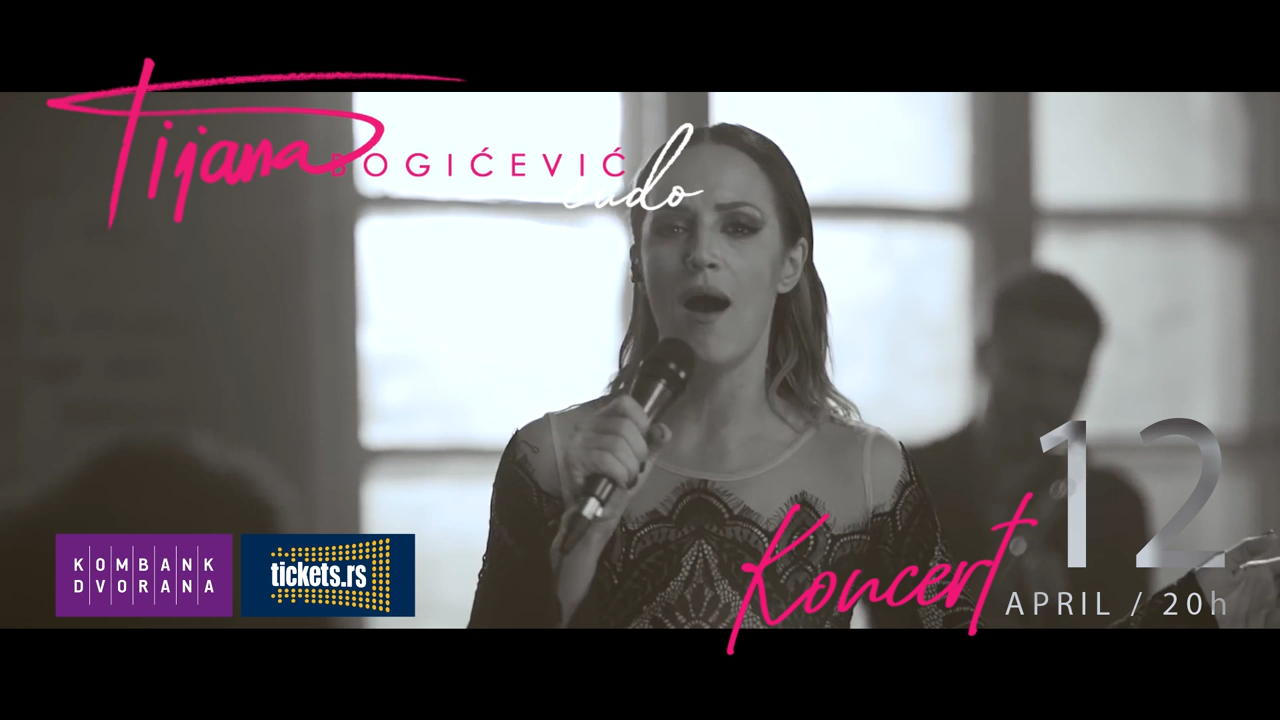 Tijana BOGIĆEVIĆ
čudo
KOMBANK
DVORANA
tickets.rs
Koncert
12
APRIL / 20h